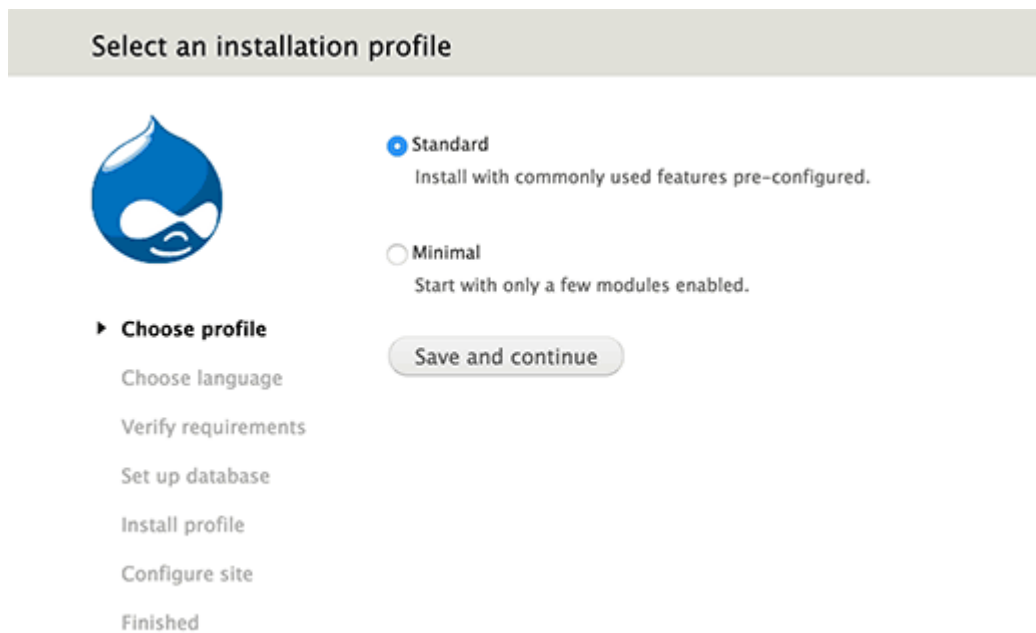 Select an installation profile
Standard
Install with commonly used features pre-configured.
Minimal
Start with only a few modules enabled.
Save and continue
Choose profile
Choose language
Verify requirements
Set up database
Install profile
Configure site
Finished